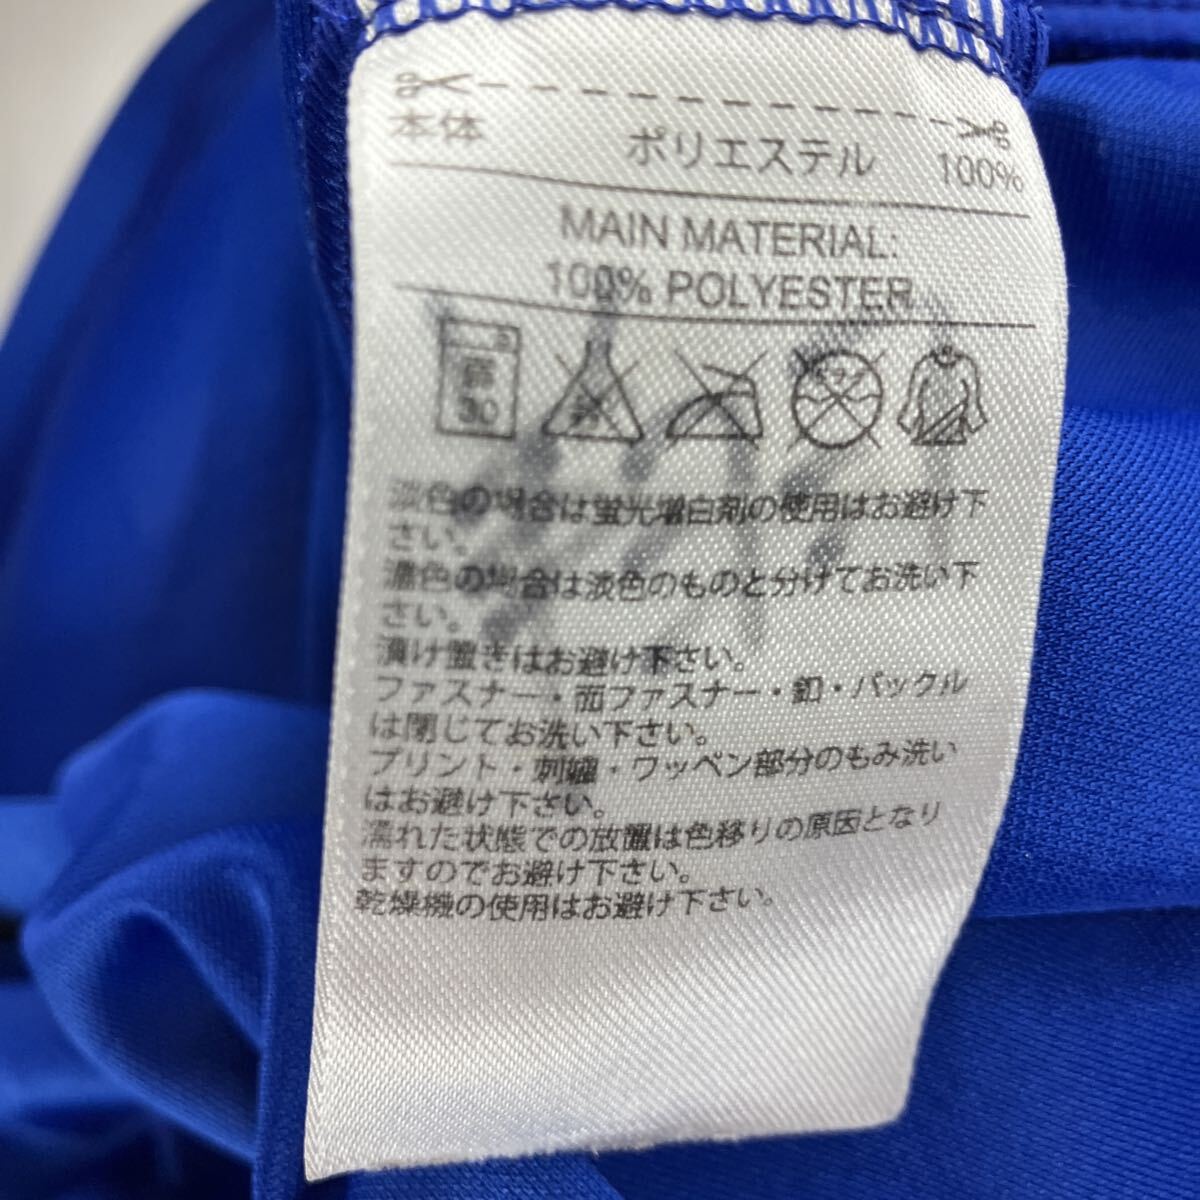 本体 ポリエステル 100%
MAIN MATERIAL:
100% POLYESTER
弱
30
淡色の場合は蛍光増白剤の使用はお避け下
さい。
濃色の場合は淡色のものと分けてお洗い下
さい。
漬け置きはお避け下さい。
ファスナー・面ファスナー・釦・バックル
は閉じてお洗い下さい。
プリント・刺繍・ワッペン部分のもみ洗い
はお避け下さい。
濡れた状態での放置は色移りの原因となり
ますのでお避け下さい。
乾燥機の使用はお避け下さい。